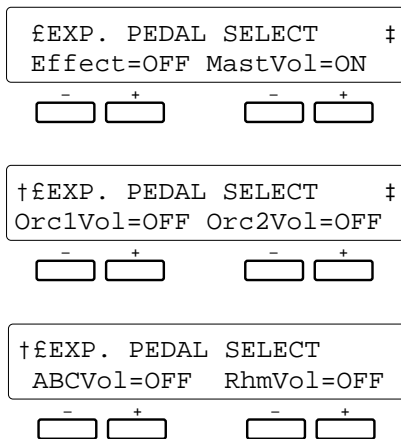 £EXP. PEDAL SELECT ‡
Effect=OFF MastVol=ON
– + – +
†£EXP. PEDAL SELECT ‡
Orc1Vol=OFF Orc2Vol=OFF
– + – +
†£EXP. PEDAL SELECT
ABCVol=OFF RhmVol=OFF
– + – +